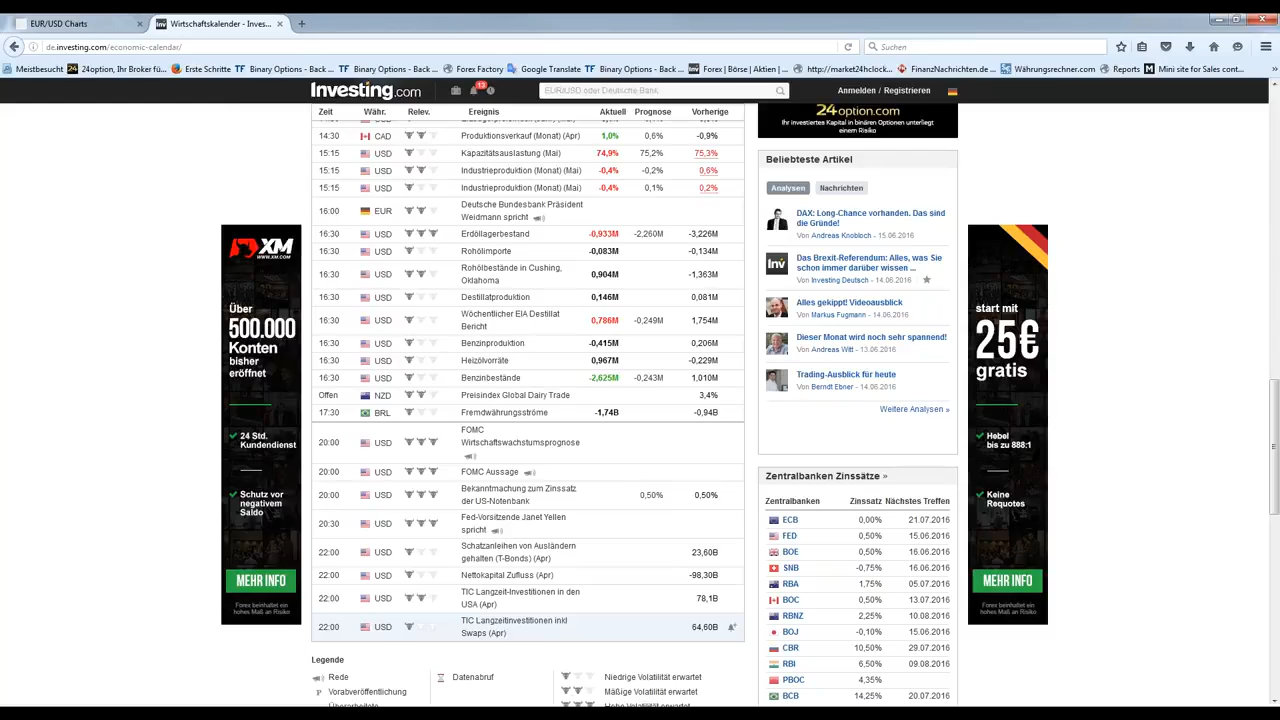 EUR/USD Charts
Wirtschaftskalender - Inves...
de.investing.com/economic-calendar/
Suchen
Meistbesucht
24option, Ihr Broker fü...
Erste Schritte
Binary Options - Back ...
Binary Options - Back ...
Forex Factory
Google Translate
Binary Options - Back ...
Forex | Börse | Aktien | ...
http://market24hclock...
FinanzNachrichten.de ...
Währungsrechner.com
Reports
Mini site for Sales cont...
Investing.com
13
EUR/USD oder Deutsche Bank.
Anmelden / Registrieren
Zeit Währ. Relev. Ereignis Aktuell Prognose Vorherige
14:30 CAD Produktionsverkauf (Monat) (Apr) 1,0% 0,6% -0,9%
15:15 USD Kapazitätsauslastung (Mai) 74,9% 75,2% 75,3%
15:15 USD Industrieproduktion (Monat) (Mai) -0,4% -0,2% 0,6%
15:15 USD Industrieproduktion (Monat) (Mai) -0,4% 0,1% 0,2%
16:00 EUR Deutsche Bundesbank Präsident
Weidmann spricht
16:30 USD Erdöllagerbestand -0,933M -2,260M -3,226M
16:30 USD Rohölimporte -0,083M -0,134M
16:30 USD Rohölbestände in Cushing,
Oklahoma 0,904M -1,363M
16:30 USD Destillatproduktion 0,146M 0,081M
16:30 USD Wöchentlicher EIA Destillat
Bericht 0,786M -0,249M 1,754M
16:30 USD Benzinproduktion -0,415M 0,206M
16:30 USD Heizölvorräte 0,967M -0,229M
16:30 USD Benzinbestände -2,625M -0,243M 1,010M
Offen NZD Preisindex Global Dairy Trade 3,4%
17:30 BRL Fremdwährungsströme -1,74B -0,94B
20:00 USD FOMC
Wirtschaftswachstumsprognose
20:00 USD FOMC Aussage
20:00 USD Bekanntmachung zum Zinssatz
der US-Notenbank 0,50% 0,50%
20:30 USD Fed-Vorsitzende Janet Yellen
spricht
22:00 USD Schatzanleihen von Ausländern
gehalten (T-Bonds) (Apr) 23,60B
22:00 USD Nettokapital Zufluss (Apr) -98,30B
22:00 USD TIC Langzeit-Investitionen in den
USA (Apr) 78,1B
22:00 USD TIC Langzeitinvestitionen inkl
Swaps (Apr) 64,60B
Legende
Rede
P Vorabveröffentlichung
Datenabruf
Niedrige Volatilität erwartet
Mäßige Volatilität erwartet
24option.com
Ihr investiertes Kapital in binären Optionen unterliegt
einem Risiko
Beliebteste Artikel
Analysen Nachrichten
DAX: Long-Chance vorhanden. Das sind
die Gründe!
Von Andreas Knobloch - 15.06.2016
Das Brexit-Referendum: Alles, was Sie
schon immer darüber wissen ...
Von Investing Deutsch - 14.06.2016
Alles gekippt! Videoausblick
Von Markus Fugmann - 14.06.2016
Dieser Monat wird noch sehr spannend!
Von Andreas Witt - 13.06.2016
Trading-Ausblick für heute
Von Berndt Ebner - 14.06.2016
Weitere Analysen »
Zentralbanken Zinssätze »
Zentralbanken Zinssatz Nächstes Treffen
ECB 0,00% 21.07.2016
FED 0,50% 15.06.2016
BOE 0,50% 16.06.2016
SNB -0,75% 16.06.2016
RBA 1,75% 05.07.2016
BOC 0,50% 13.07.2016
RBNZ 2,25% 10.08.2016
BOJ -0,10% 15.06.2016
CBR 10,50% 29.07.2016
RBI 6,50% 09.08.2016
PBOC 4,35%
BCB 14,25% 20.07.2016
XM
WWW.XM.COM
Über
500.000
Konten
bisher
eröffnet
24 Std.
Kundendienst
Schutz vor
negativem
Saldo
MEHR INFO
Forex beinhaltet ein
hohes Maß an Risiko.
start mit
25€
gratis
Hebel
bis zu 888:1
Keine
Requotes
MEHR INFO
Forex beinhaltet ein
hohes Maß an Risiko.